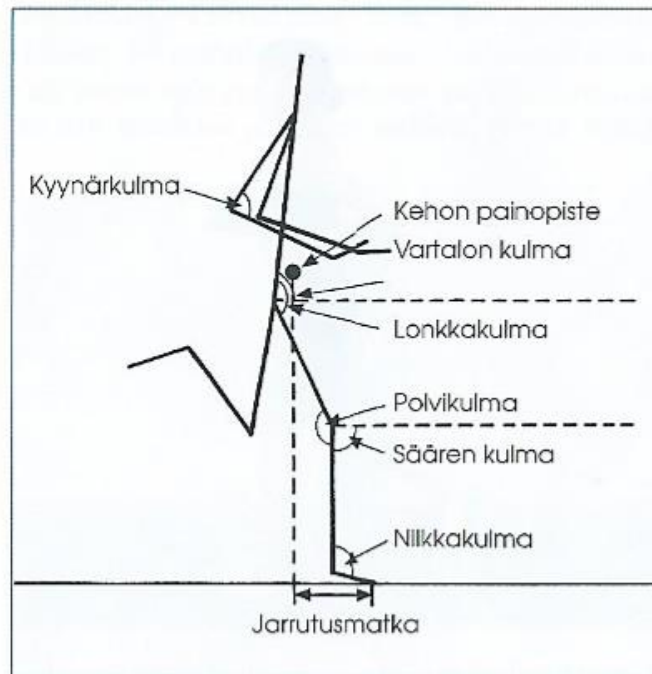 Kyynärkulma
Kehon painopiste
Vartalon kulma
Lonkkakulma
Polvikulma
Säären kulma
Nilkkakulma
Jarrutusmatka